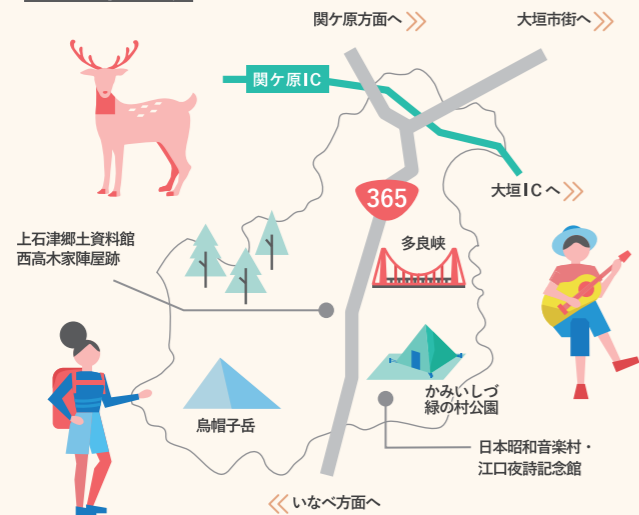 関ケ原方面へ
大垣市街へ
関ケ原IC
大垣ICへ
365
上石津郷土資料館
西高木家陣屋跡
多良峡
かみいしづ
緑の村公園
烏帽子岳
日本昭和音楽村・
江口夜詩記念館
いなべ方面へ